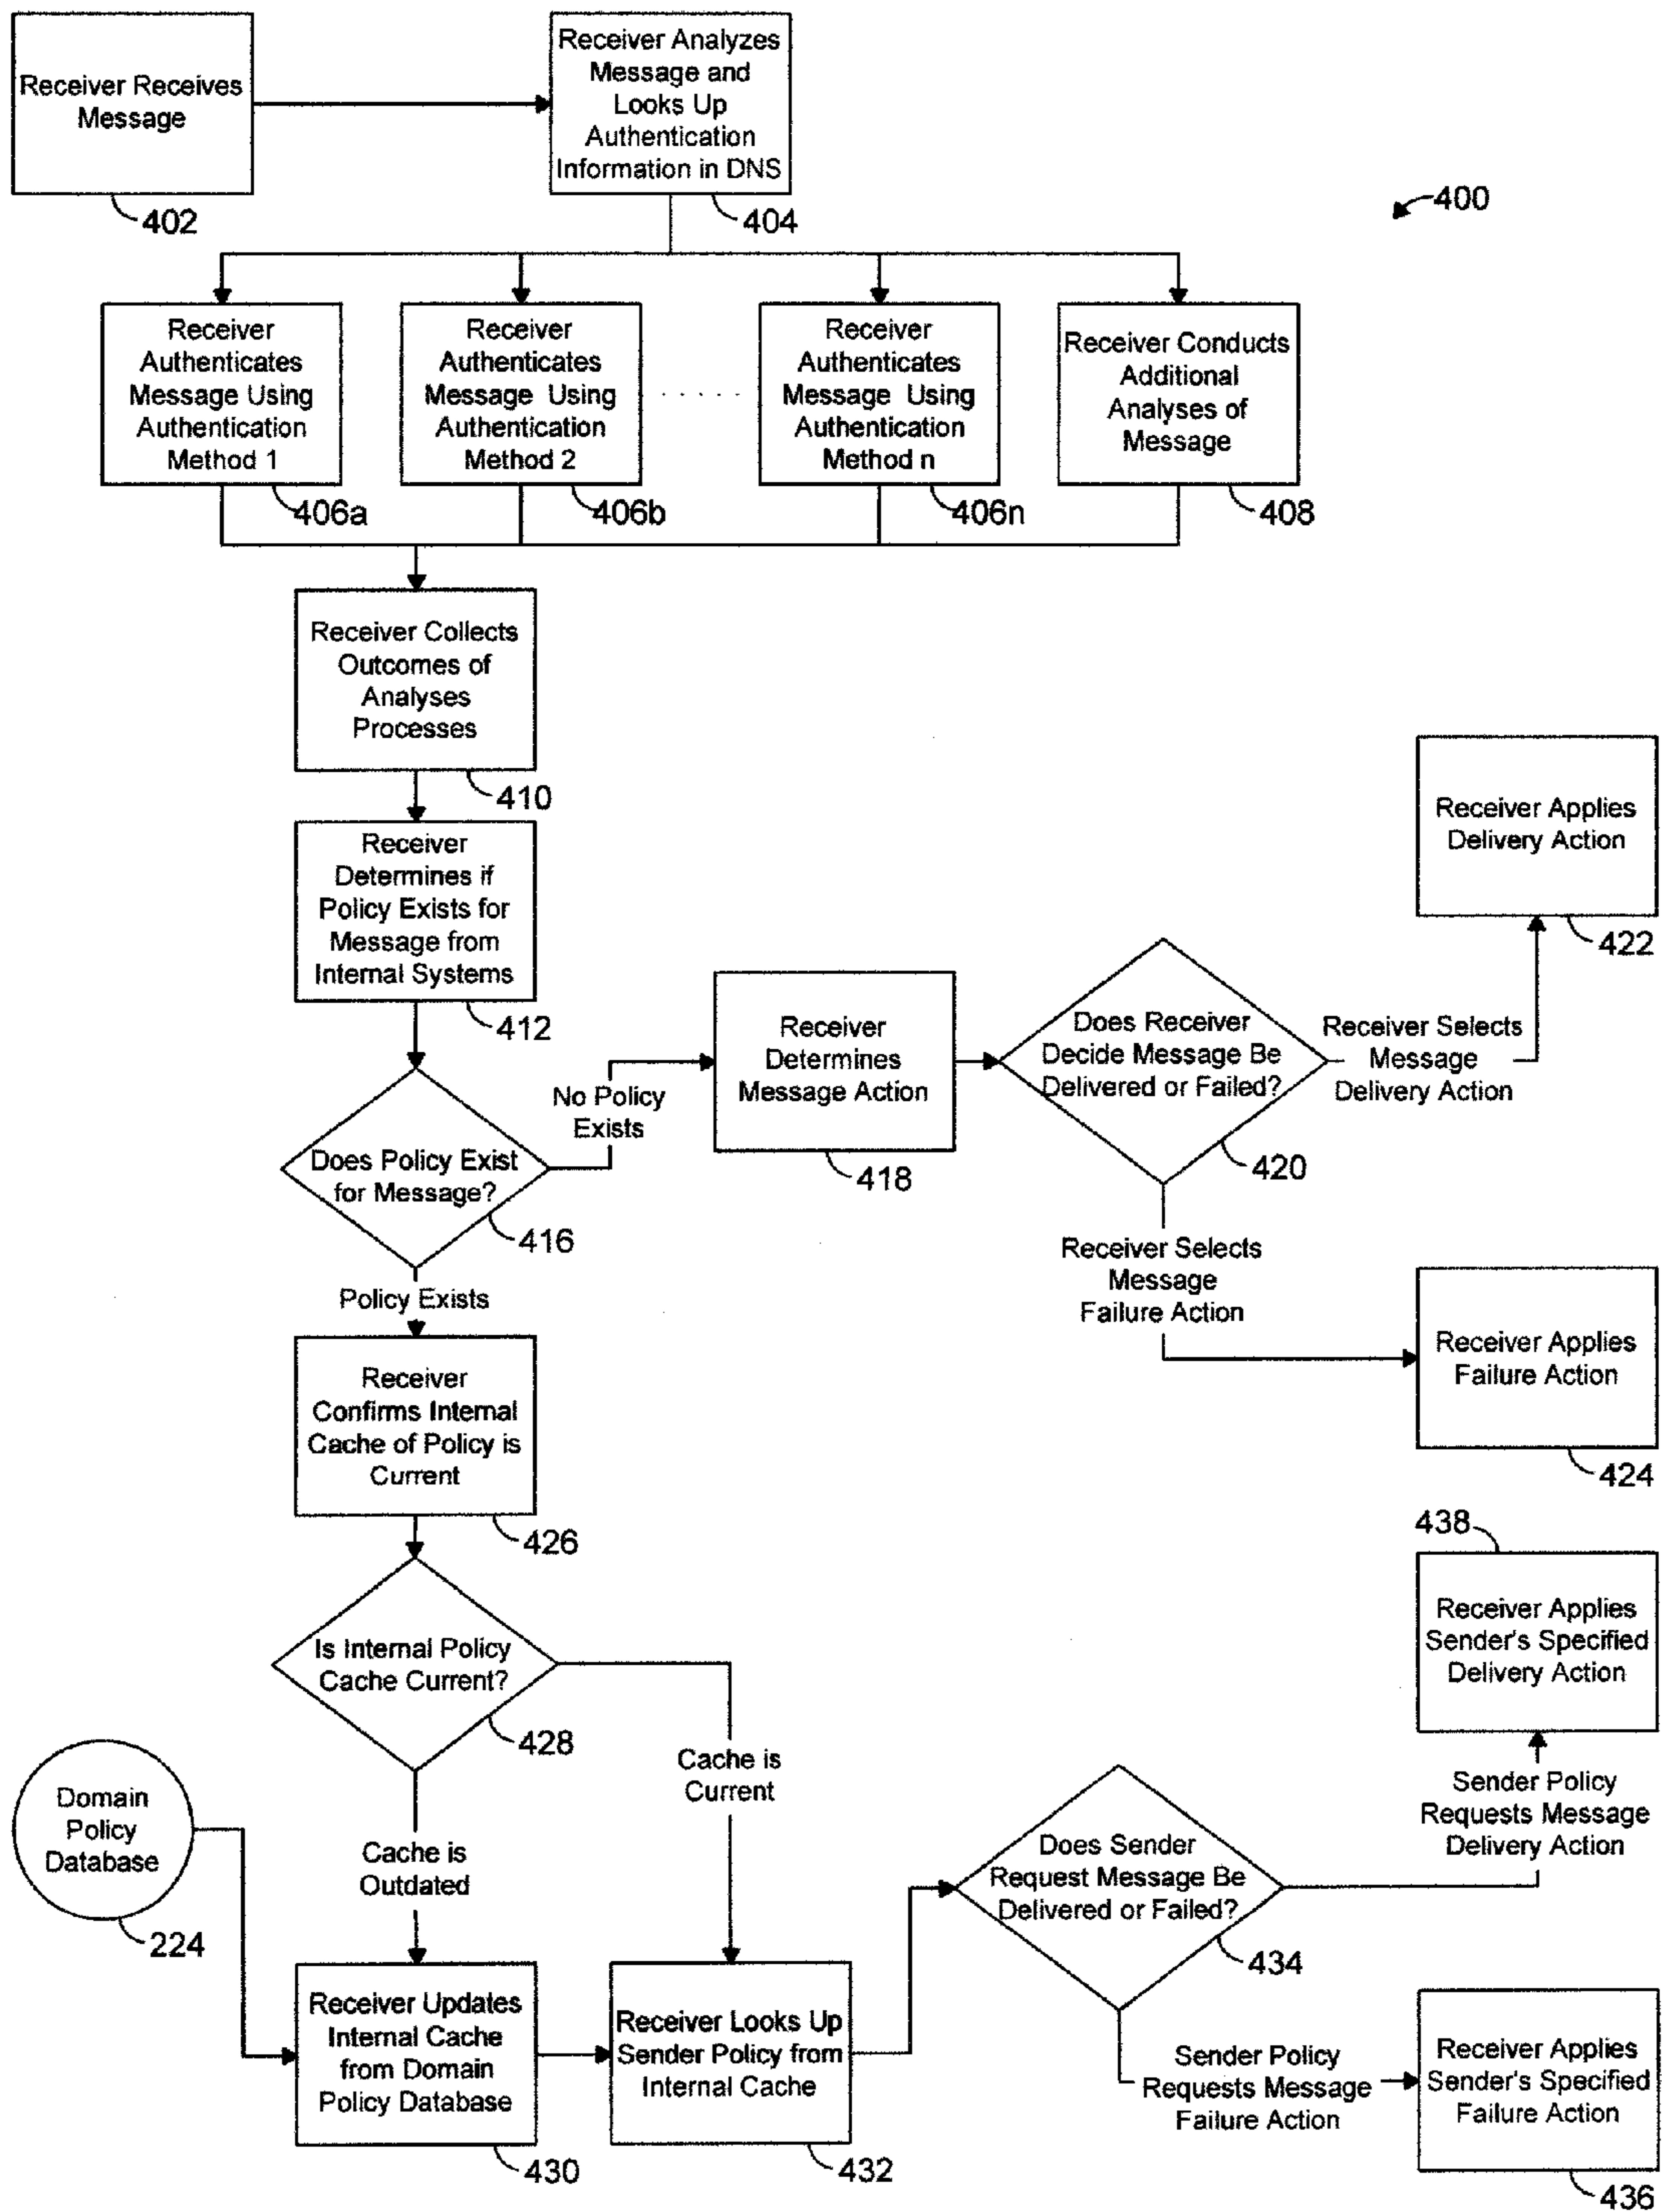 Receiver Receives
Message
402
Receiver Analyzes
Message and
Looks Up
Authentication
Information in DNS
404
400
Receiver
Authenticates
Message Using
Authentication
Method 1
406a
Receiver
Authenticates
Message Using
Authentication
Method 2
406b
Receiver
Authenticates
Message Using
Authentication
Method n
406n
Receiver Conducts
Additional
Analyses of
Message
408
Receiver Collects
Outcomes of
Analyses
Processes
410
Receiver
Determines if
Policy Exists for
Message from
Internal Systems
412
Does Policy Exist
for Message?
416
No Policy
Exists
Receiver
Determines
Message Action
418
Does Receiver
Decide Message Be
Delivered or Failed?
420
Receiver Selects
Message
Delivery Action
Receiver Applies
Delivery Action
422
Receiver Selects
Message
Failure Action
Receiver Applies
Failure Action
424
Policy Exists
Receiver
Confirms Internal
Cache of Policy is
Current
426
Is Internal Policy
Cache Current?
428
Cache is
Current
Cache is
Outdated
Domain
Policy
Database
224
Receiver Updates
Internal Cache
from Domain
Policy Database
430
Receiver Looks Up
Sender Policy from
Internal Cache
432
Does Sender
Request Message Be
Delivered or Failed?
434
438
Receiver Applies
Sender's Specified
Delivery Action
Sender Policy
Requests Message
Delivery Action
Sender Policy
Requests Message
Failure Action
Receiver Applies
Sender's Specified
Failure Action
436